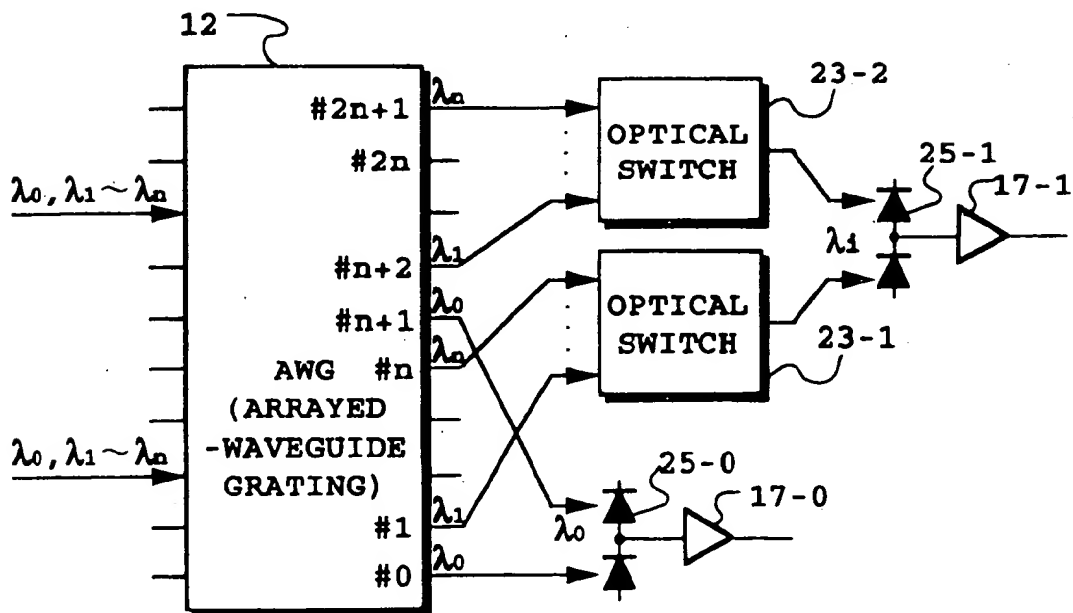 12
#2n+1
λn
23-2
OPTICAL
SWITCH
#2n
25-1
17-1
λ0, λ1~λn
λ1
λi
#n+2
λ0
#n+1
OPTICAL
SWITCH
λn
#n
23-1
AWG
(ARRAYED
-WAVEGUIDE
GRATING)
λ0, λ1~λn
25-0
17-0
λ1
#1
λ0
λ0
#0